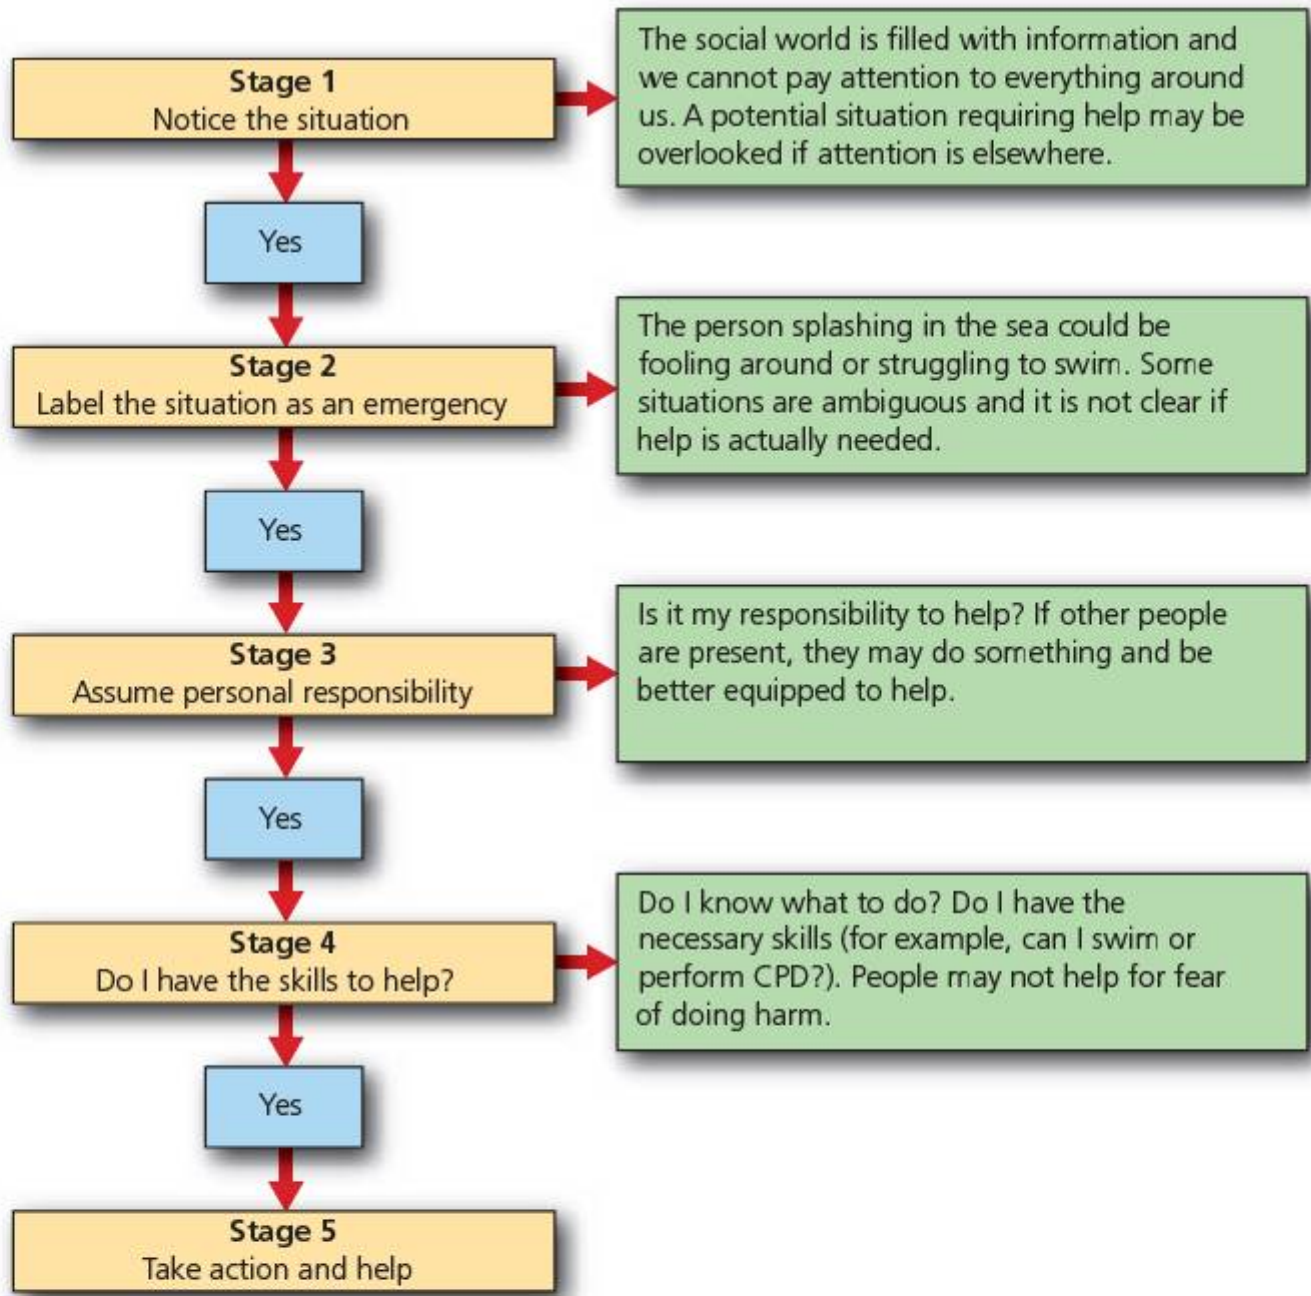 Stage 1
Notice the situation
The social world is filled with information and
we cannot pay attention to everything around
us. A potential situation requiring help may be
overlooked if attention is elsewhere.
Yes
Stage 2
Label the situation as an emergency
The person splashing in the sea could be
fooling around or struggling to swim. Some
situations are ambiguous and it is not clear if
help is actually needed.
Yes
Stage 3
Assume personal responsibility
Is it my responsibility to help? If other people
are present, they may do something and be
better equipped to help.
Yes
Stage 4
Do I have the skills to help?
Do I know what to do? Do I have the
necessary skills (for example, can I swim or
perform CPD?). People may not help for fear
of doing harm.
Yes
Stage 5
Take action and help